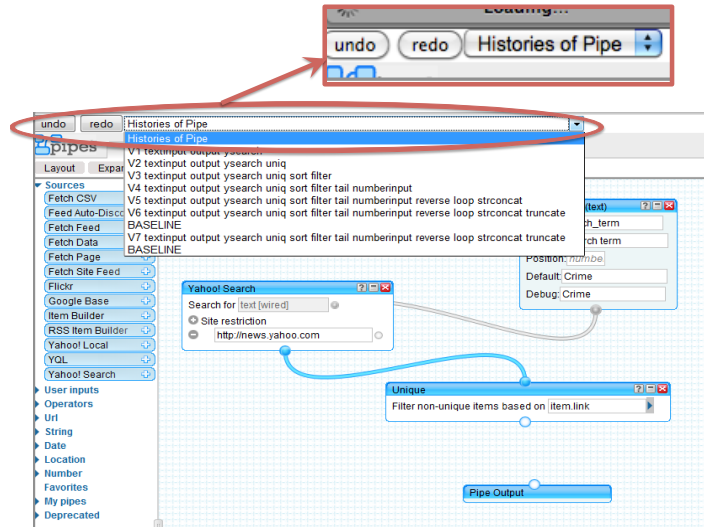 Loading...
undo redo Histories of Pipe
undo redo Histories of Pipe
Histories of Pipe
pipes
V1 textinput output ysearch
V2 textinput output ysearch uniq
V3 textinput output ysearch uniq sort filter
V4 textinput output ysearch uniq sort filter tail numberinput
V5 textinput output ysearch uniq sort filter tail numberinput reverse loop strconcat
V6 textinput output ysearch uniq sort filter tail numberinput reverse loop strconcat truncate
BASELINE
V7 textinput output ysearch uniq sort filter tail numberinput reverse loop strconcat truncate
BASELINE
Layout Expan
Sources
Fetch CSV
Feed Auto-Disco
Fetch Feed
Fetch Data
Fetch Page
Fetch Site Feed
Flickr
Google Base
Item Builder
RSS Item Builder
Yahoo! Local
YQL
Yahoo! Search
User inputs
Operators
Url
String
Date
Location
Number
Favorites
My pipes
Deprecated
(text)
ch_term
rch term
Position: numbe
Default: Crime
Debug: Crime
Yahoo! Search
Search for text [wired]
Site restriction
http://news.yahoo.com
Unique
Filter non-unique items based on item.link
Pipe Output